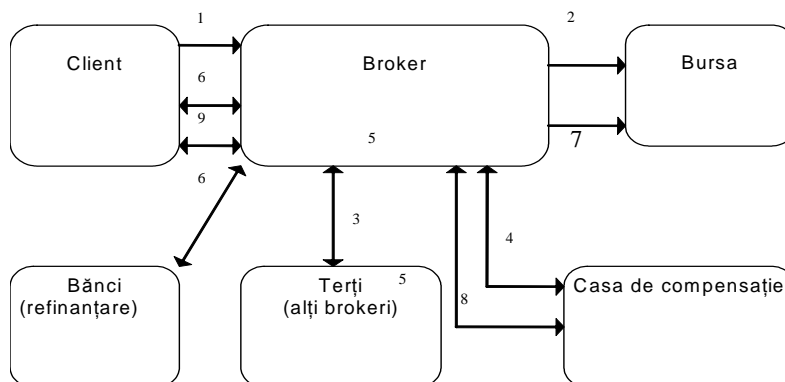 1
2
Client
Broker
Bursa
6
9
5
7
6
3
4
Bănci
(refinanțare)
Terți
5
(alți brokeri)
Casa de compensație
8